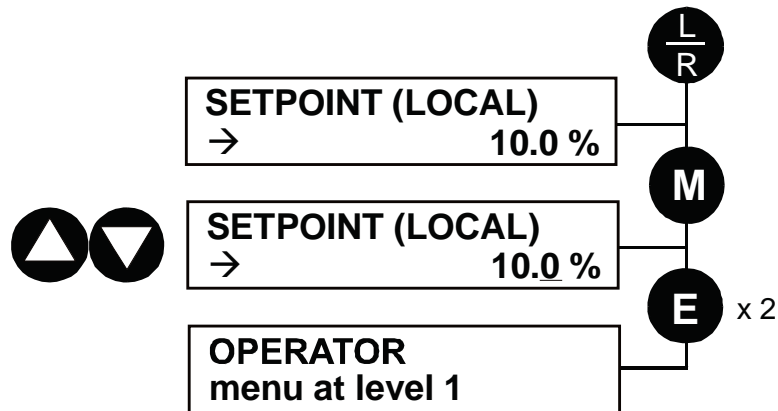 L
R
SETPOINT (LOCAL)
→ 10.0 %
M
SETPOINT (LOCAL)
→ 10.0 %
E x 2
OPERATOR
menu at level 1